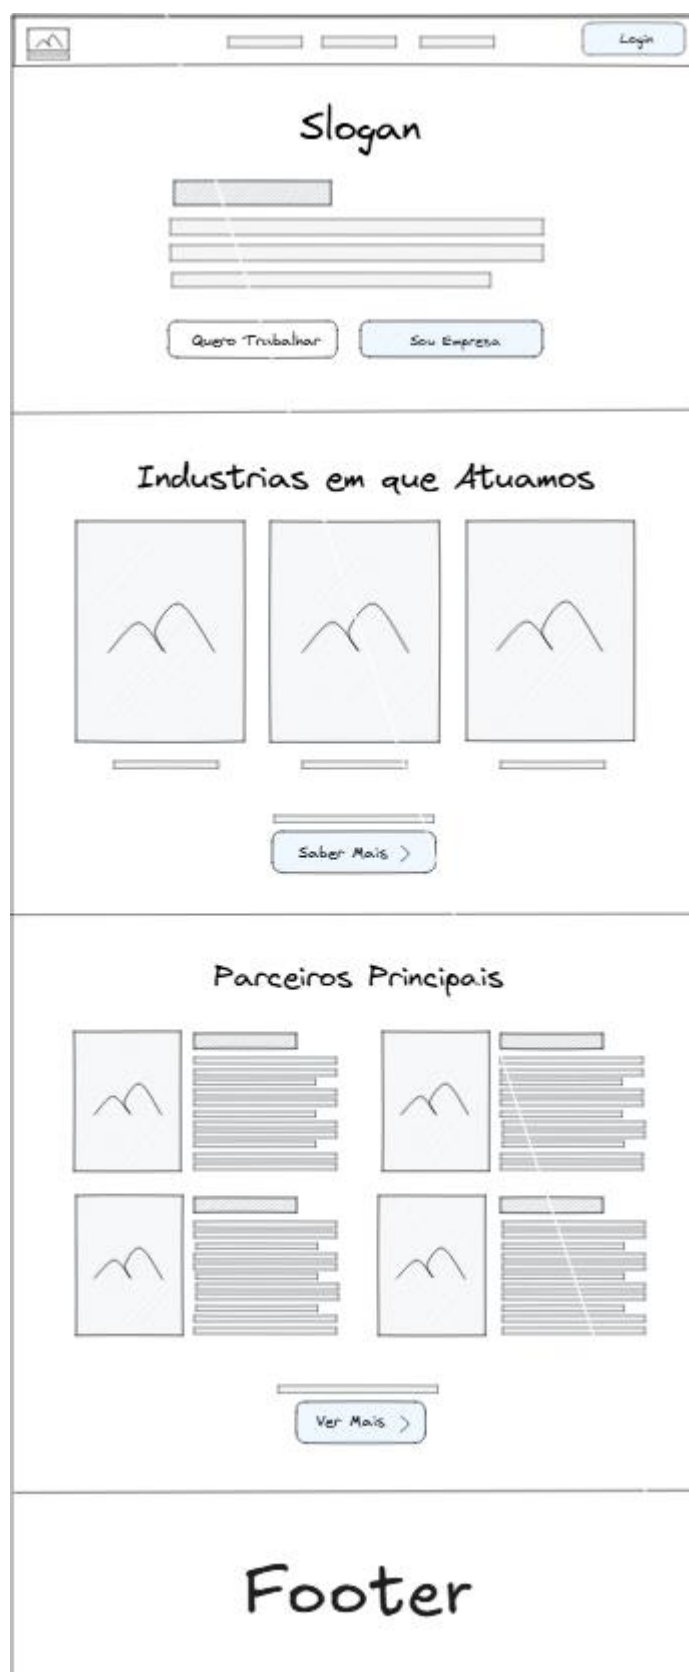 Login
Slogan
Quero Trabalhar
Sou Empresa
Industrias em que Atuamos
Saber Mais
Parceiros Principais
Ver Mais
Footer